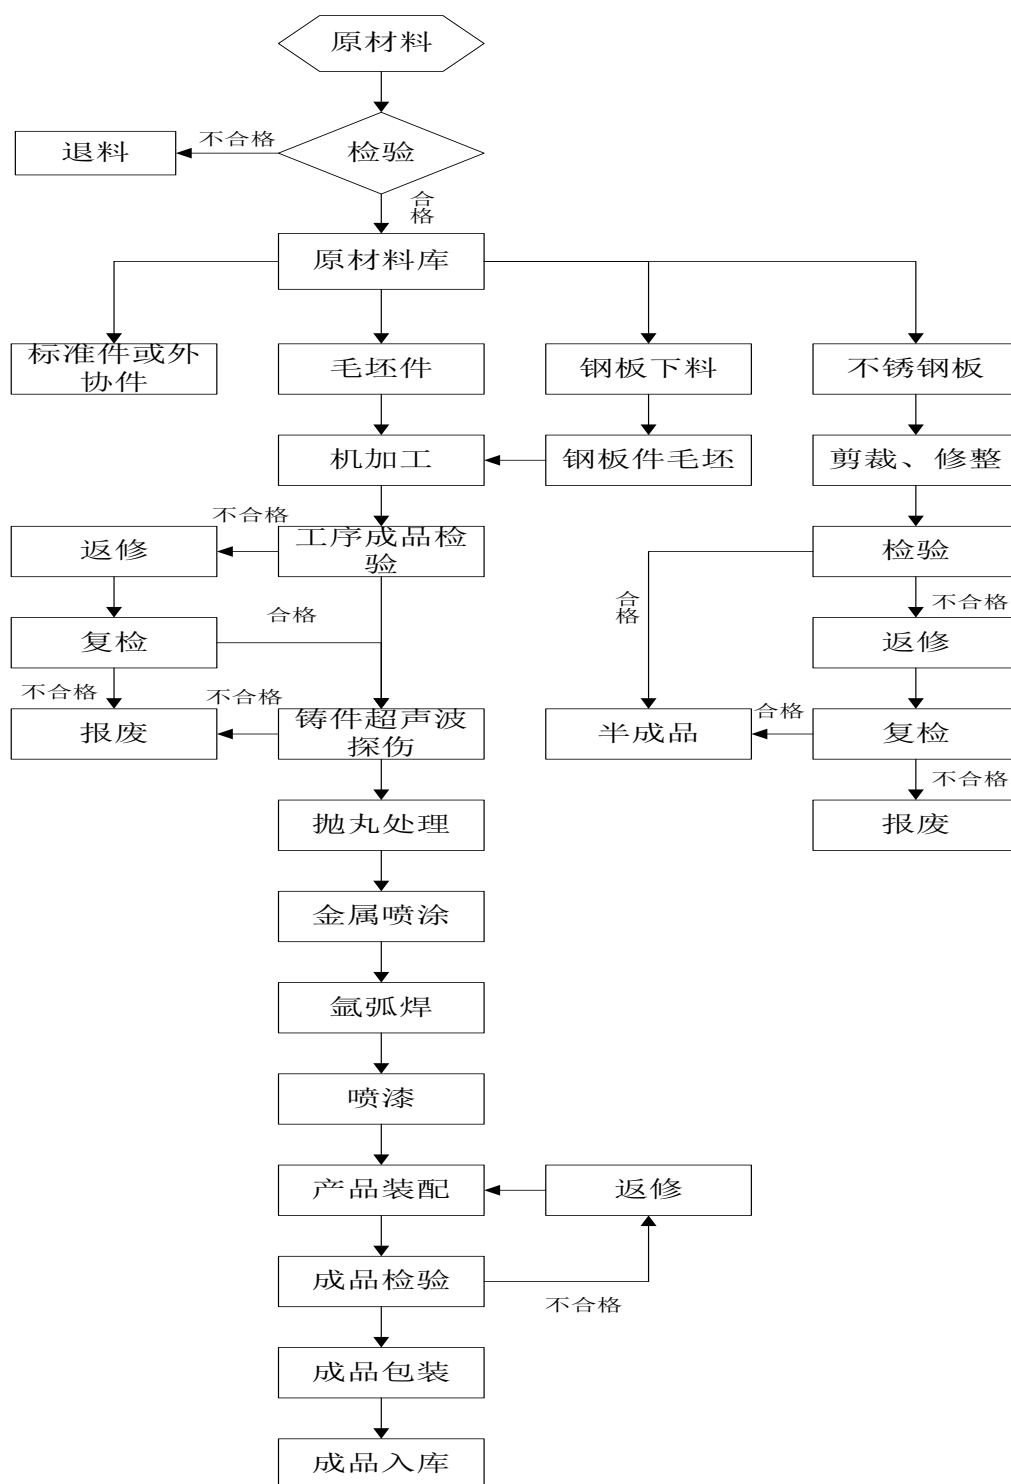 原材料
不合格
退料
检验
合
格
原材料库
标准件或外
协件
毛坯件
钢板下料
不锈钢板
机加工
钢板件毛坯
剪裁、修整
不合格
返修
工序成品检
验
检验
合
格
不合格
合格
复检
返修
不合格
不合格
报废
铸件超声波
探伤
半成品
合格
复检
不合格
抛丸处理
报废
金属喷涂
氩弧焊
喷漆
产品装配
返修
成品检验
不合格
成品包装
成品入库